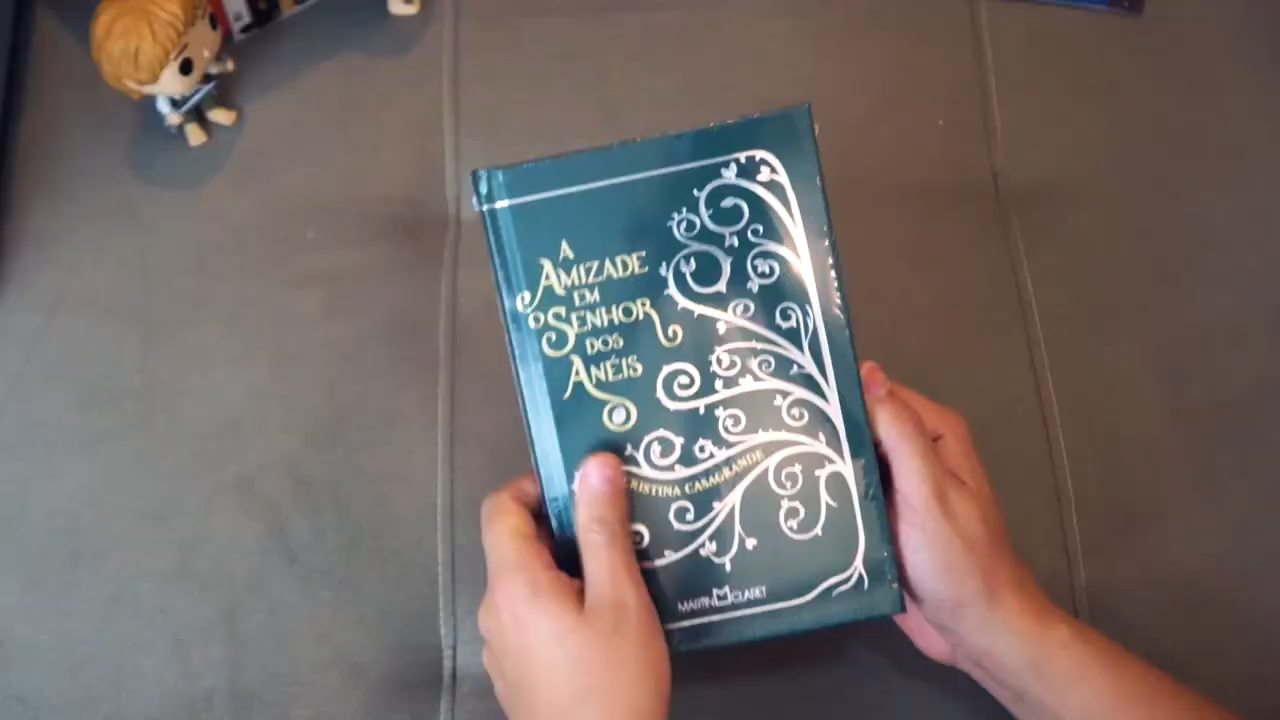 A
AMIZADE
EM
O SENHOR
DOS
ANÉIS
CRISTINA CASAGRANDE
MARTIN CLARET